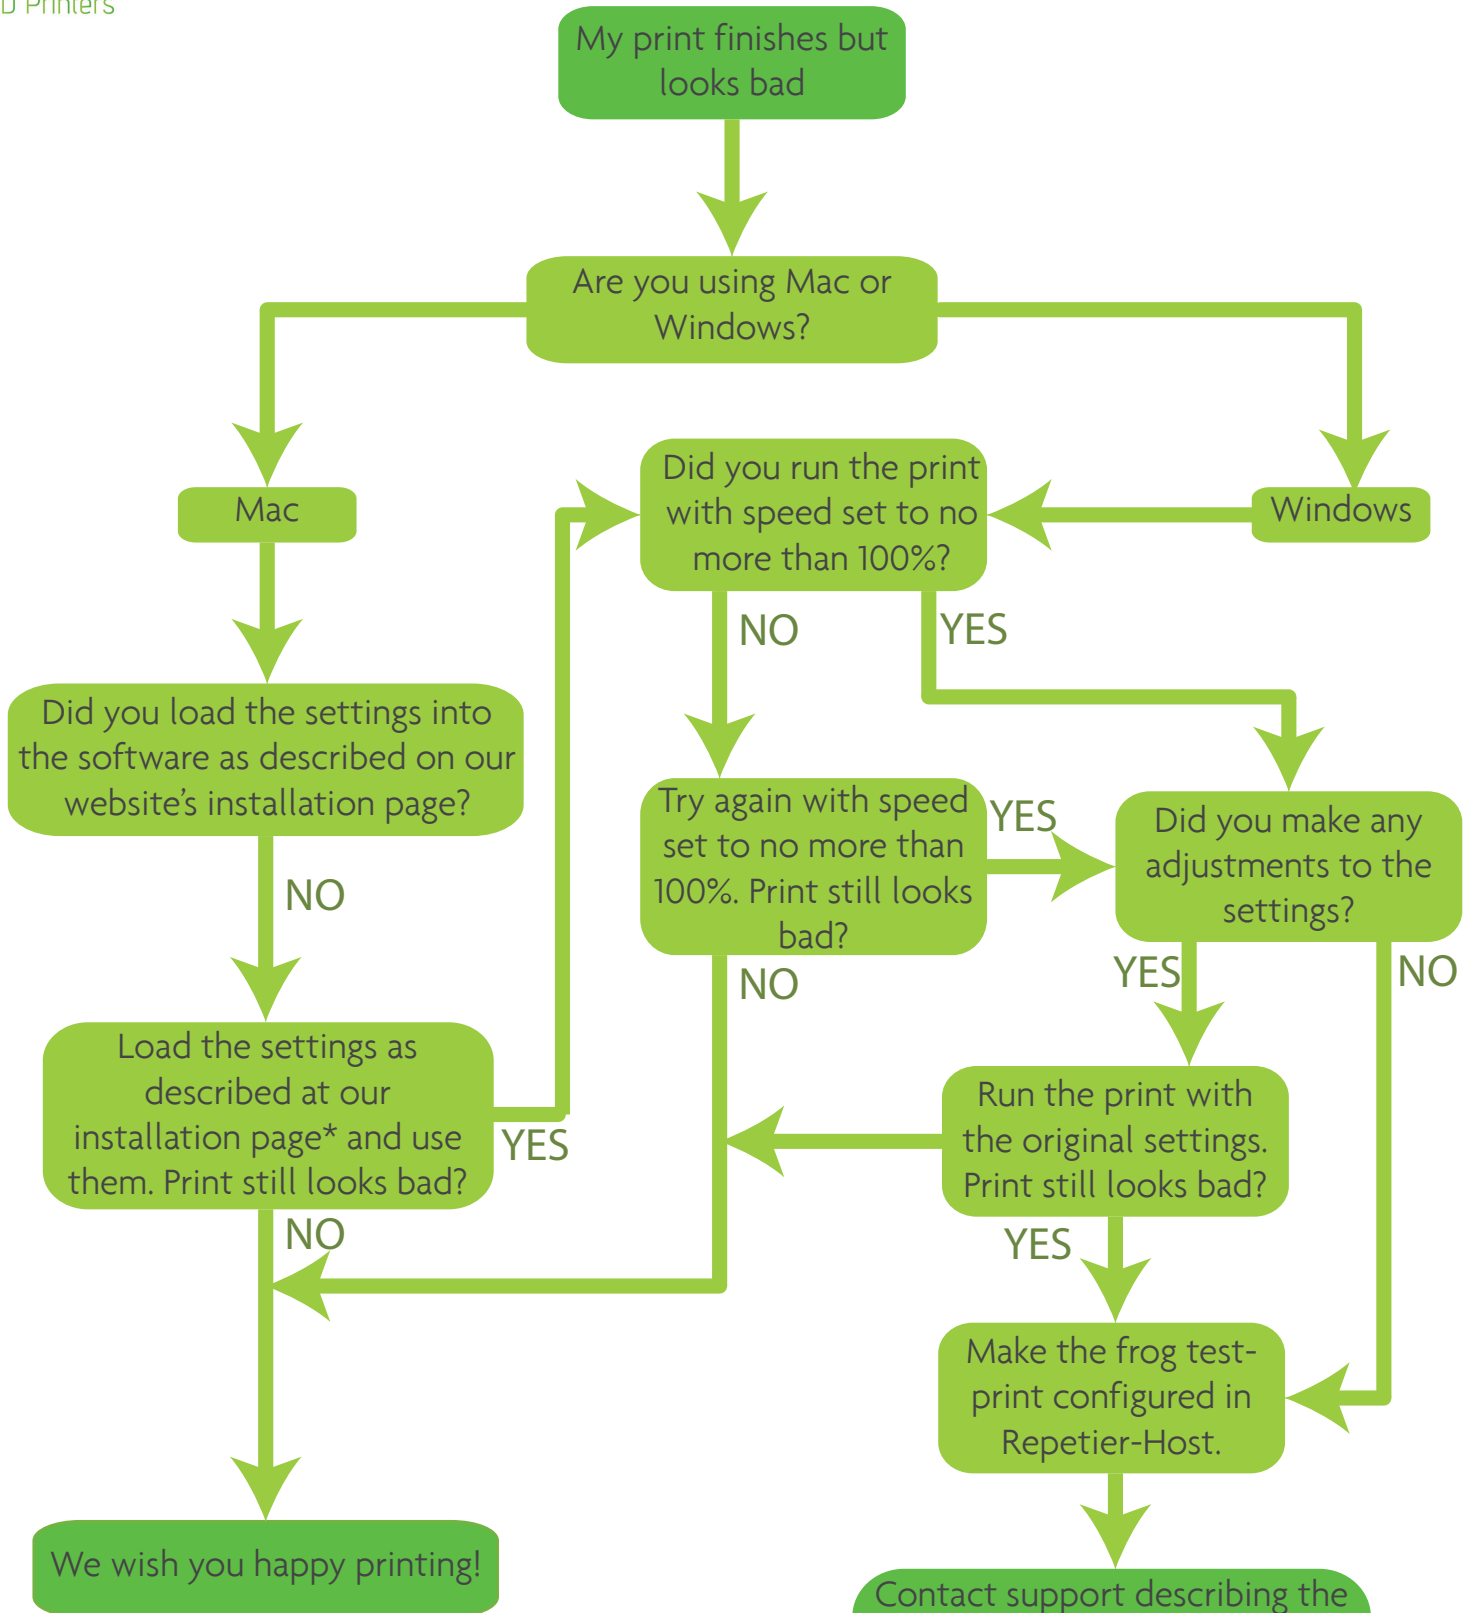 D Printers
My print finishes but
looks bad
Are you using Mac or
Windows?
Mac
Windows
Did you run the print
with speed set to no
more than 100%?
NO
YES
Did you load the settings into
the software as described on our
website's installation page?
NO
Try again with speed
set to no more than
100%. Print still looks
bad?
YES
NO
Did you make any
adjustments to the
settings?
YES
NO
Load the settings as
described at our
installation page* and use
them. Print still looks bad?
YES
NO
Run the print with
the original settings.
Print still looks bad?
YES
Make the frog test-
print configured in
Repetier-Host.
We wish you happy printing!
Contact support describing the